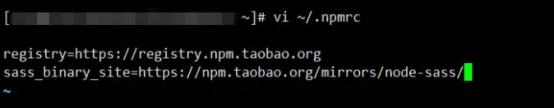 [ ~]# vi ~/.npmrc
registry=https://registry.npm.taobao.org
sass_binary_site=https://npm.taobao.org/mirrors/node-sass/
~